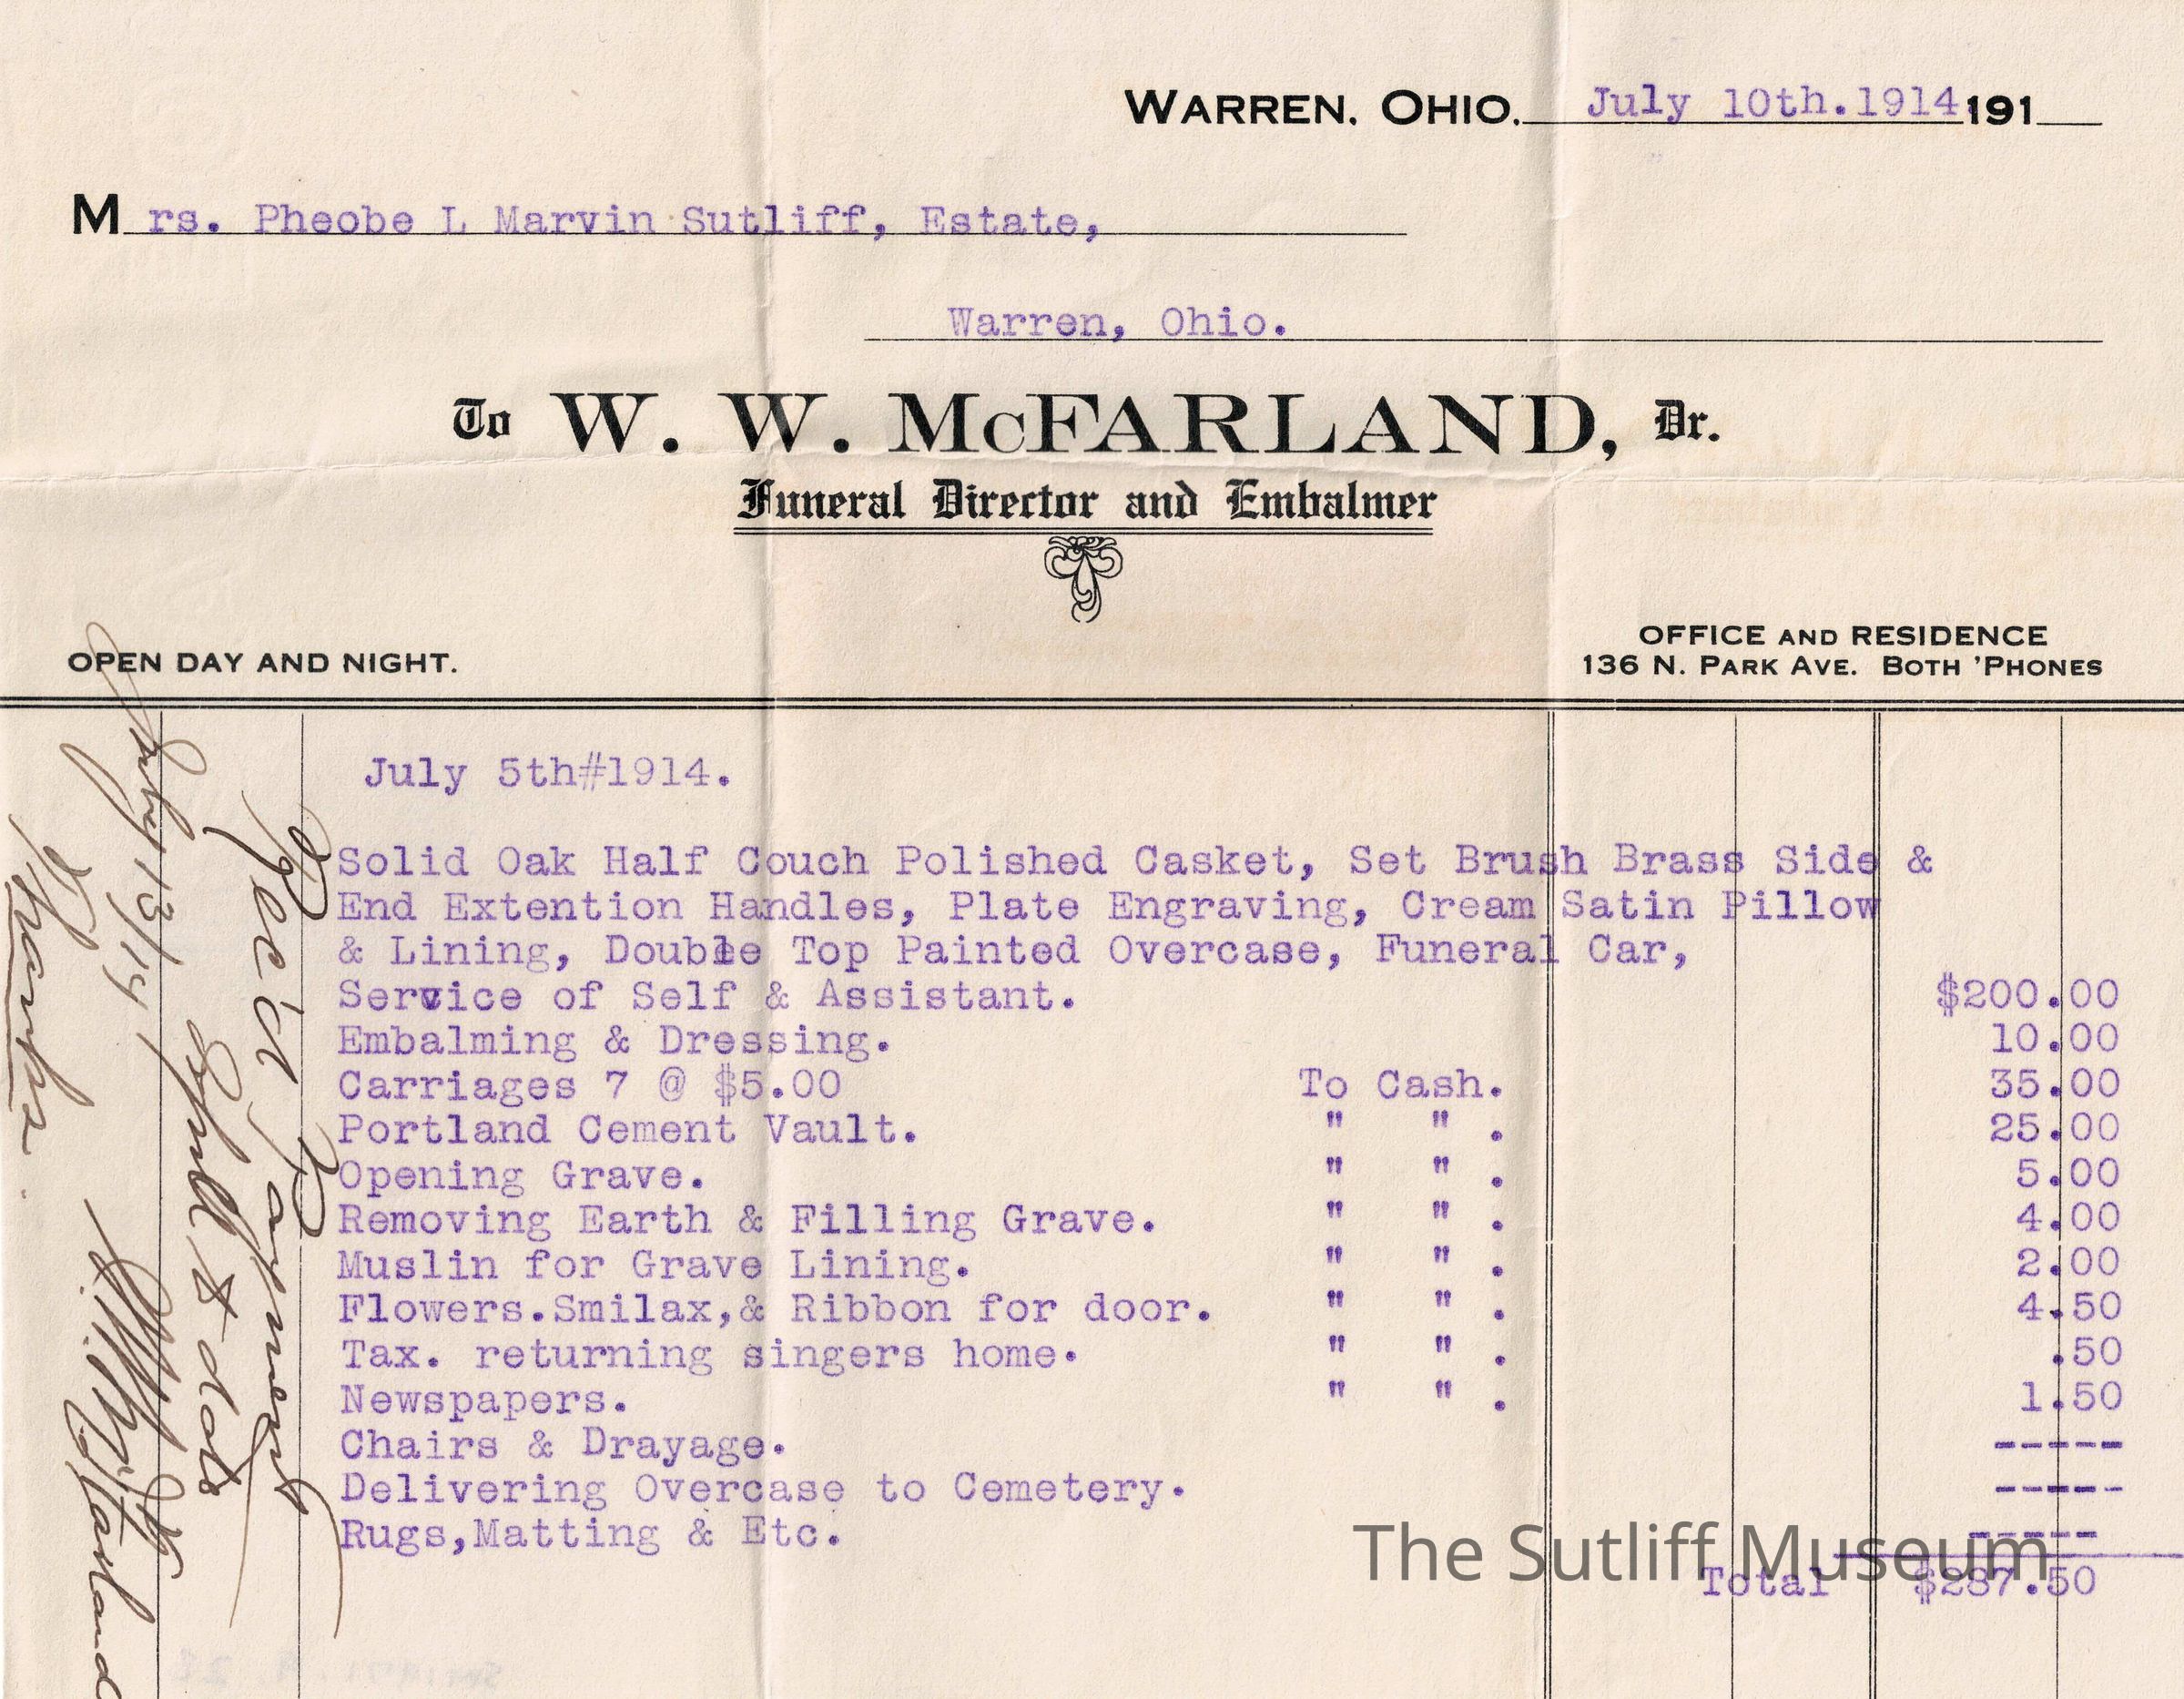 WARREN, OHIO, July 10th.1914 191
Mrs. Pheobe L Marvin Sutliff, Estate,
Warren, Ohio.
To W. W. McFARLAND, Dr.
Funeral Director and Embalmer
OPEN DAY AND NIGHT.
OFFICE AND RESIDENCE
136 N. PARK AVE. BOTH 'PHONES
July 5th#1914.
Solid Oak Half Couch Polished Casket, Set Brush Brass Side &
End Extention Handles, Plate Engraving, Cream Satin Pillow
& Lining, Double Top Painted Overcase, Funeral Car,
Service of Self & Assistant. $200.00
Embalming & Dressing. 10.00
Carriages 7 @ $5.00 To Cash. 35.00
Portland Cement Vault. " " . 25.00
Opening Grave. " " . 5.00
Removing Earth & Filling Grave. " " . 4.00
Muslin for Grave Lining. " " . 2.00
Flowers.Smilax,& Ribbon for door. " " . 4.50
Tax. returning singers home. " " . .50
Newspapers. " " . 1.50
Chairs & Drayage. -----
Delivering Overcase to Cemetery. -----
Rugs,Matting & Etc. -----
Total $287.50
Rec'd Payment
July 13/14
Thanks
W.W. McFarland
The Sutliff Museum